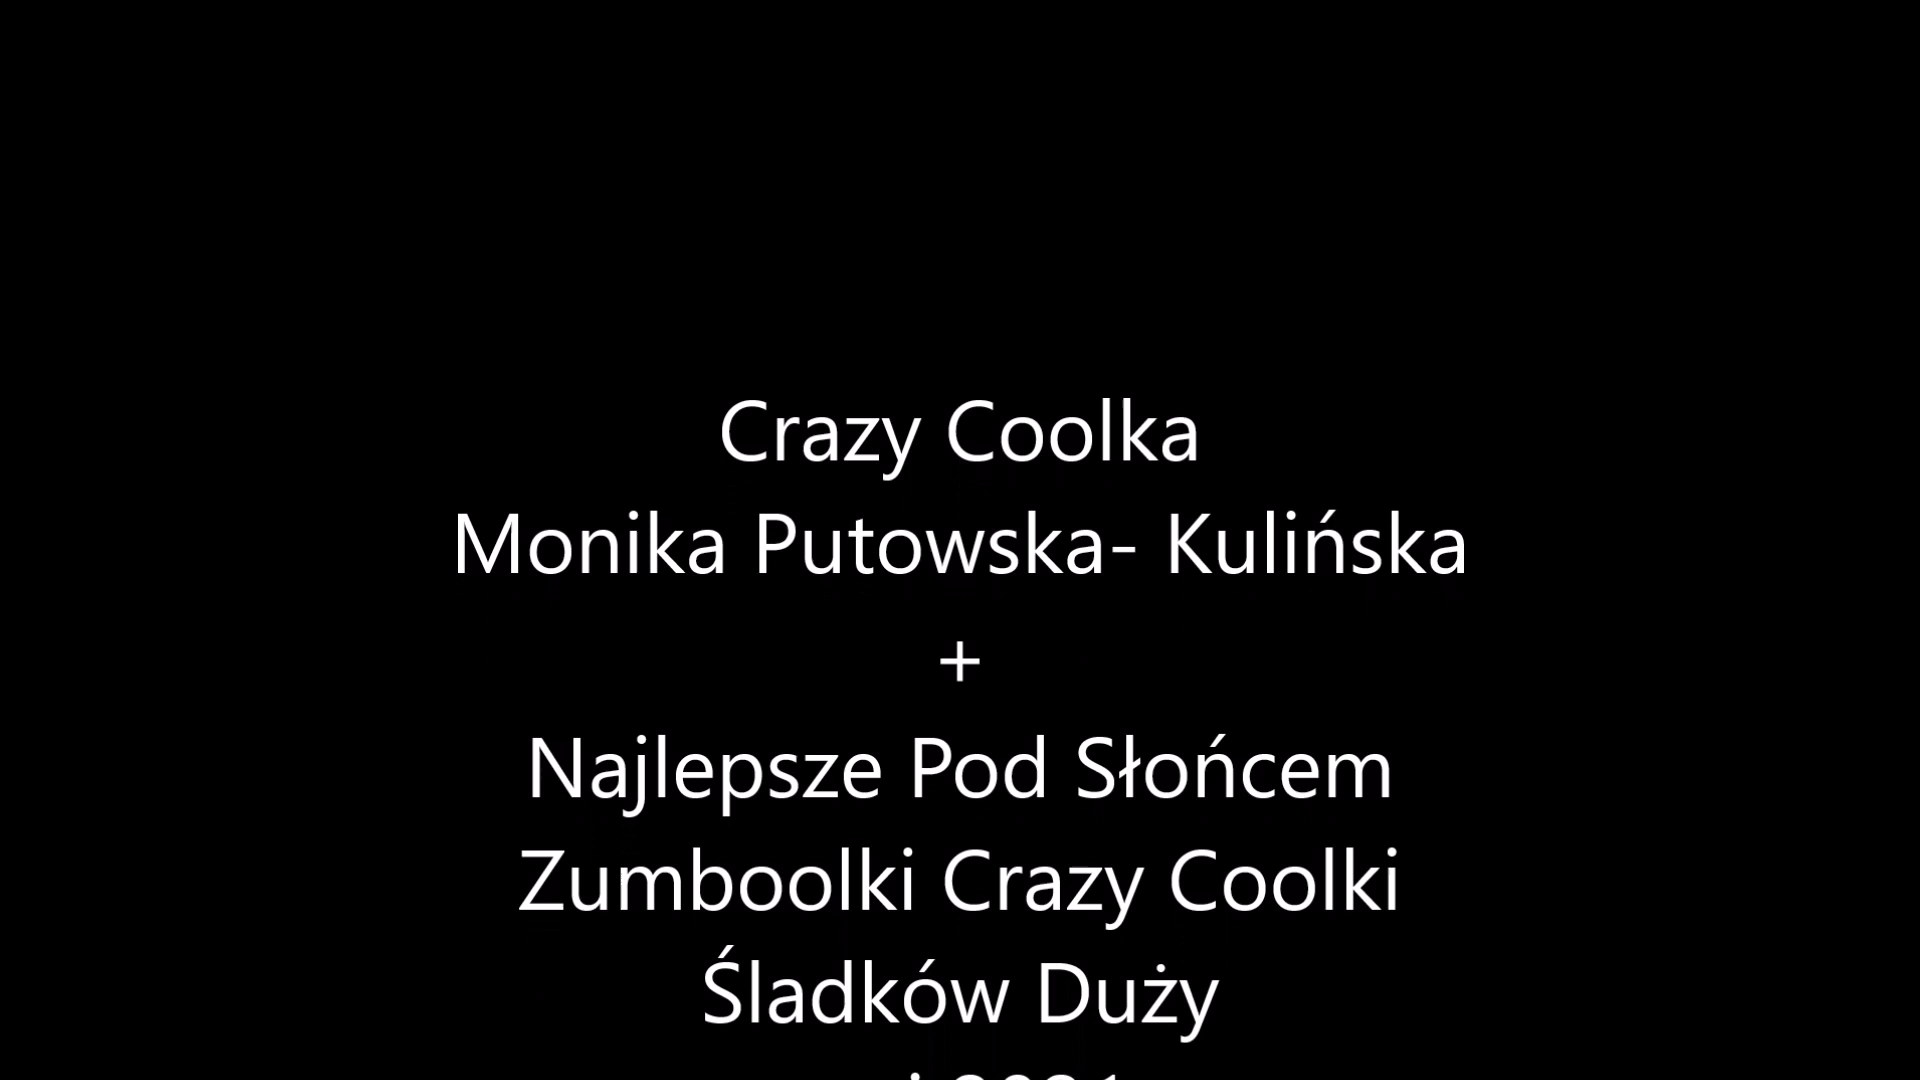 Crazy Coolka
Monika Putowska- Kulińska
+
Najlepsze Pod Słońcem
Zumboolki Crazy Coolki
Śladków Duży